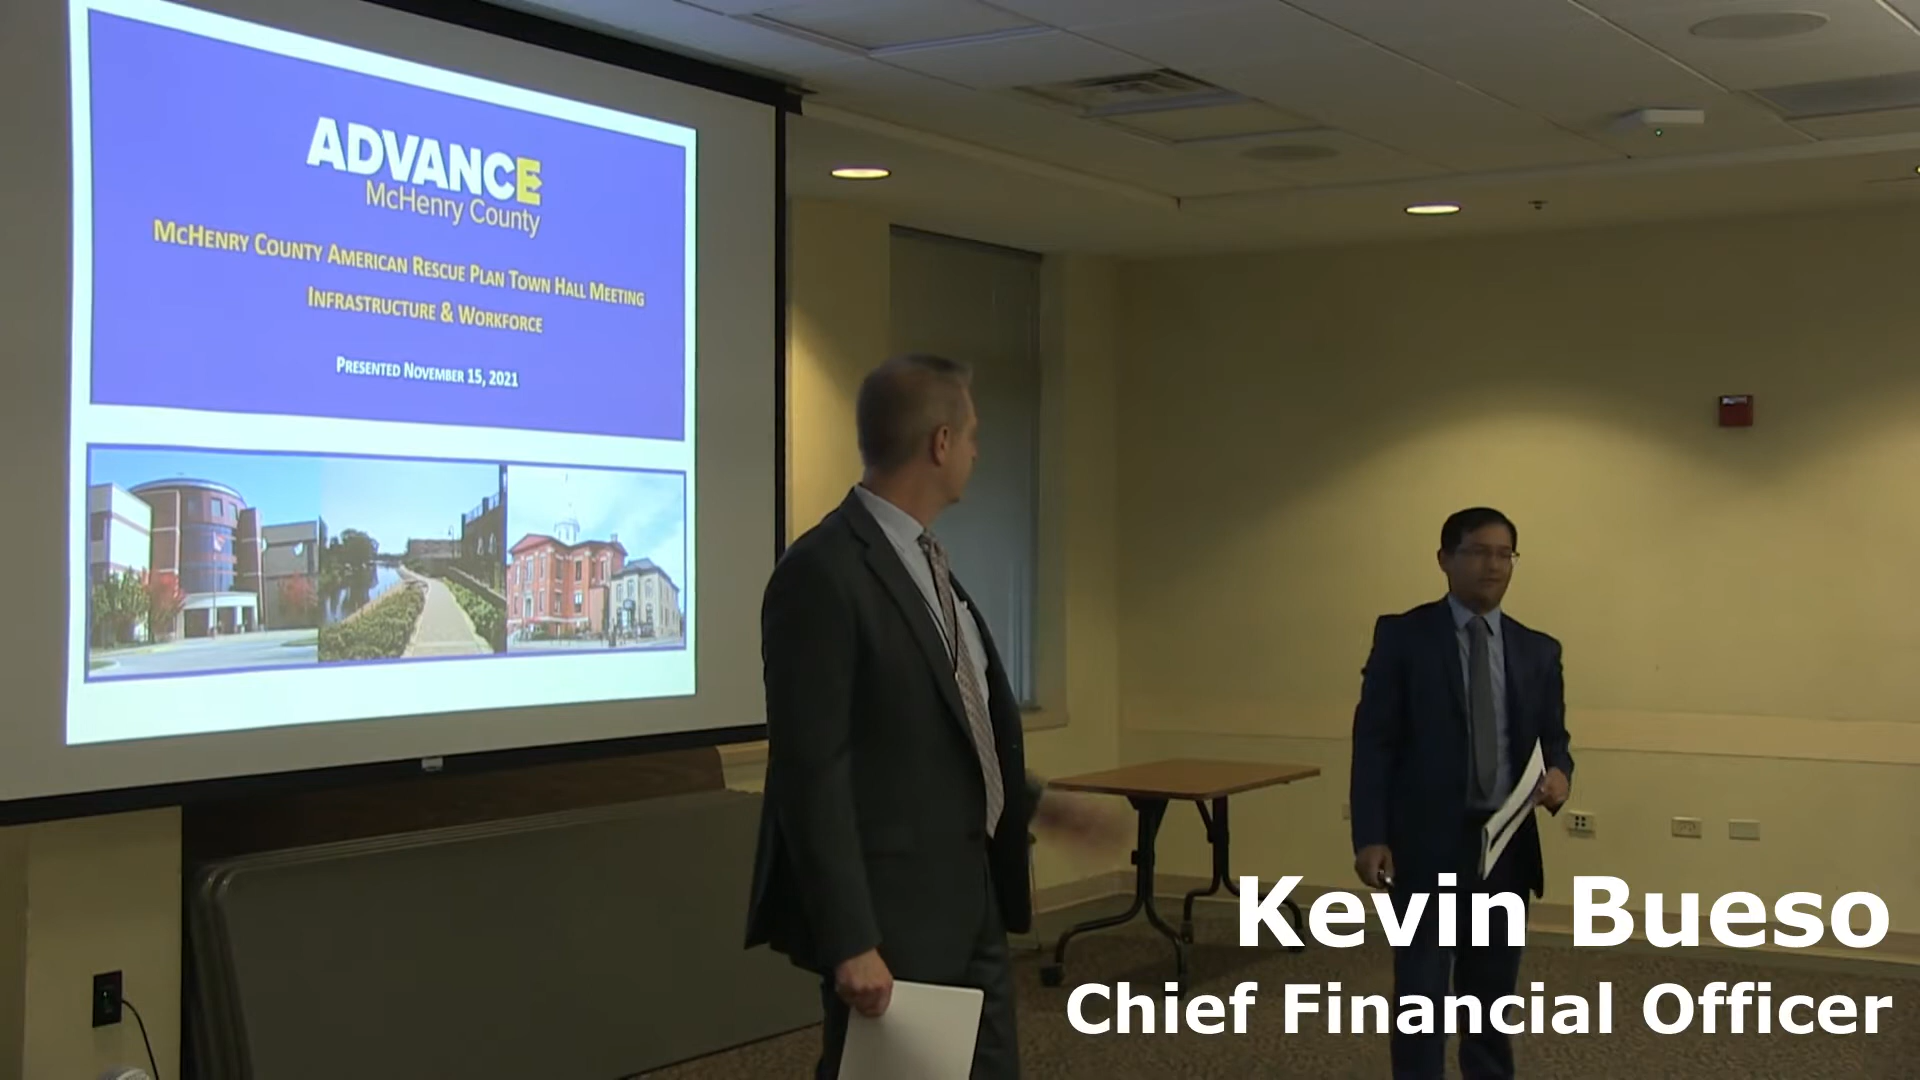 ADVANCE
McHenry County
McHenry County American Rescue Plan Town Hall Meeting
Infrastructure & Workforce
Presented November 15, 2021
Kevin Bueso
Chief Financial Officer